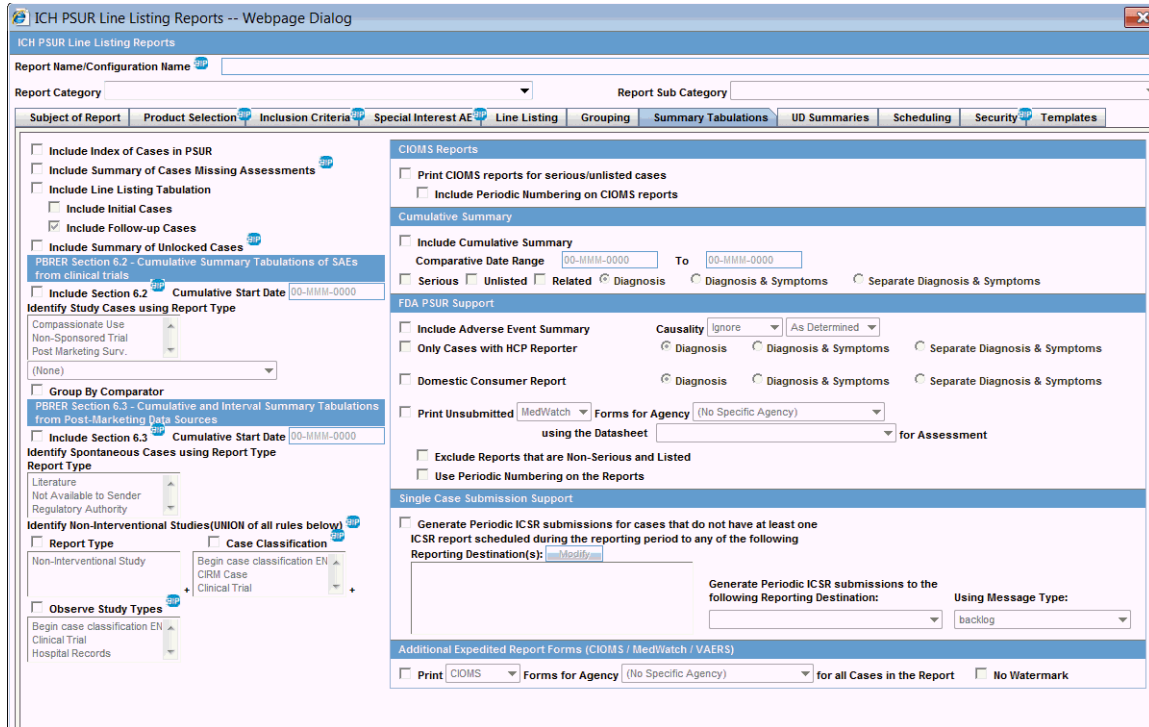 ICH PSUR Line Listing Reports -- Webpage Dialog
ICH PSUR Line Listing Reports
Report Name/Configuration Name BIP
Report Category Report Sub Category
Subject of Report Product Selection BIP Inclusion Criteria BIP Special Interest AE BIP Line Listing Grouping Summary Tabulations UD Summaries Scheduling Security BIP Templates
Include Index of Cases in PSUR
Include Summary of Cases Missing Assessments BIP
Include Line Listing Tabulation
Include Initial Cases
Include Follow-up Cases
Include Summary of Unlocked Cases BIP
PBRER Section 6.2 - Cumulative Summary Tabulations of SAEs
from clinical trials
Include Section 6.2 BIP Cumulative Start Date 00-MMM-0000
Identify Study Cases using Report Type
Compassionate Use
Non-Sponsored Trial
Post Marketing Surv.
(None)
Group By Comparator
PBRER Section 6.3 - Cumulative and Interval Summary Tabulations
from Post-Marketing Data Sources
Include Section 6.3 BIP Cumulative Start Date 00-MMM-0000
Identify Spontaneous Cases using Report Type
Report Type
Literature
Not Available to Sender
Regulatory Authority
Identify Non-Interventional Studies(UNION of all rules below) BIP
Report Type Case Classification BIP
Non-Interventional Study
+
Begin case classification EN
CIRM Case
Clinical Trial
+
Observe Study Types BIP
Begin case classification EN
Clinical Trial
Hospital Records
CIOMS Reports
Print CIOMS reports for serious/unlisted cases
Include Periodic Numbering on CIOMS reports
Cumulative Summary
Include Cumulative Summary
Comparative Date Range 00-MMM-0000 To 00-MMM-0000
Serious Unlisted Related Diagnosis Diagnosis & Symptoms Separate Diagnosis & Symptoms
FDA PSUR Support
Include Adverse Event Summary Causality Ignore As Determined
Only Cases with HCP Reporter Diagnosis Diagnosis & Symptoms Separate Diagnosis & Symptoms
Domestic Consumer Report Diagnosis Diagnosis & Symptoms Separate Diagnosis & Symptoms
Print Unsubmitted MedWatch Forms for Agency (No Specific Agency)
using the Datasheet for Assessment
Exclude Reports that are Non-Serious and Listed
Use Periodic Numbering on the Reports
Single Case Submission Support
Generate Periodic ICSR submissions for cases that do not have at least one
ICSR report scheduled during the reporting period to any of the following
Reporting Destination(s): Modify
Generate Periodic ICSR submissions to the
following Reporting Destination: Using Message Type:
backlog
Additional Expedited Report Forms (CIOMS / MedWatch / VAERS)
Print CIOMS Forms for Agency (No Specific Agency) for all Cases in the Report No Watermark